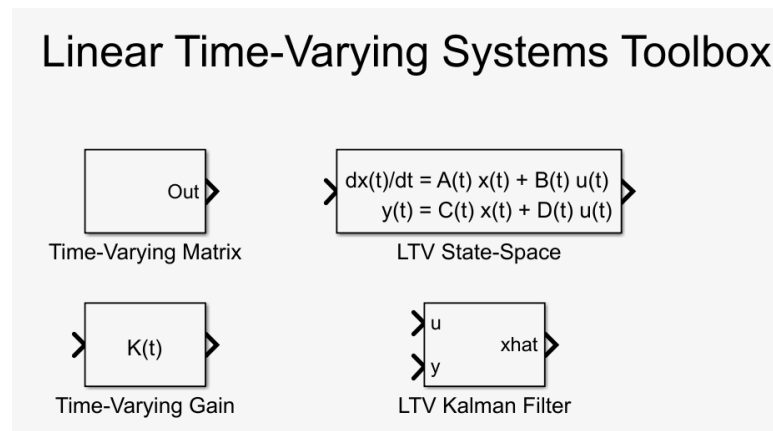 Linear Time-Varying Systems Toolbox
Out
Time-Varying Matrix
dx(t)/dt = A(t) x(t) + B(t) u(t)
y(t) = C(t) x(t) + D(t) u(t)
LTV State-Space
K(t)
Time-Varying Gain
u
y
xhat
LTV Kalman Filter